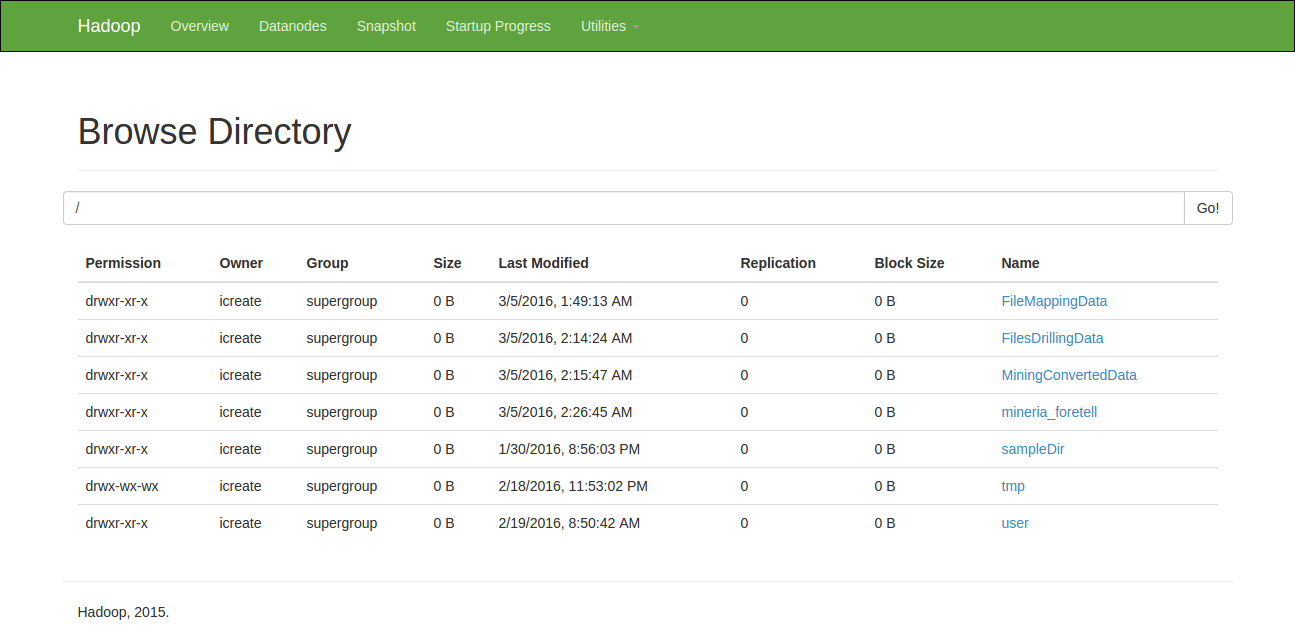 Hadoop Overview Datanodes Snapshot Startup Progress Utilities
Browse Directory
/ Go!
Permission Owner Group Size Last Modified Replication Block Size Name
drwxr-xr-x icreate supergroup 0 B 3/5/2016, 1:49:13 AM 0 0 B FileMappingData
drwxr-xr-x icreate supergroup 0 B 3/5/2016, 2:14:24 AM 0 0 B FilesDrillingData
drwxr-xr-x icreate supergroup 0 B 3/5/2016, 2:15:47 AM 0 0 B MiningConvertedData
drwxr-xr-x icreate supergroup 0 B 3/5/2016, 2:26:45 AM 0 0 B mineria_foretell
drwxr-xr-x icreate supergroup 0 B 1/30/2016, 8:56:03 PM 0 0 B sampleDir
drwx-wx-wx icreate supergroup 0 B 2/18/2016, 11:53:02 PM 0 0 B tmp
drwxr-xr-x icreate supergroup 0 B 2/19/2016, 8:50:42 AM 0 0 B user
Hadoop, 2015.